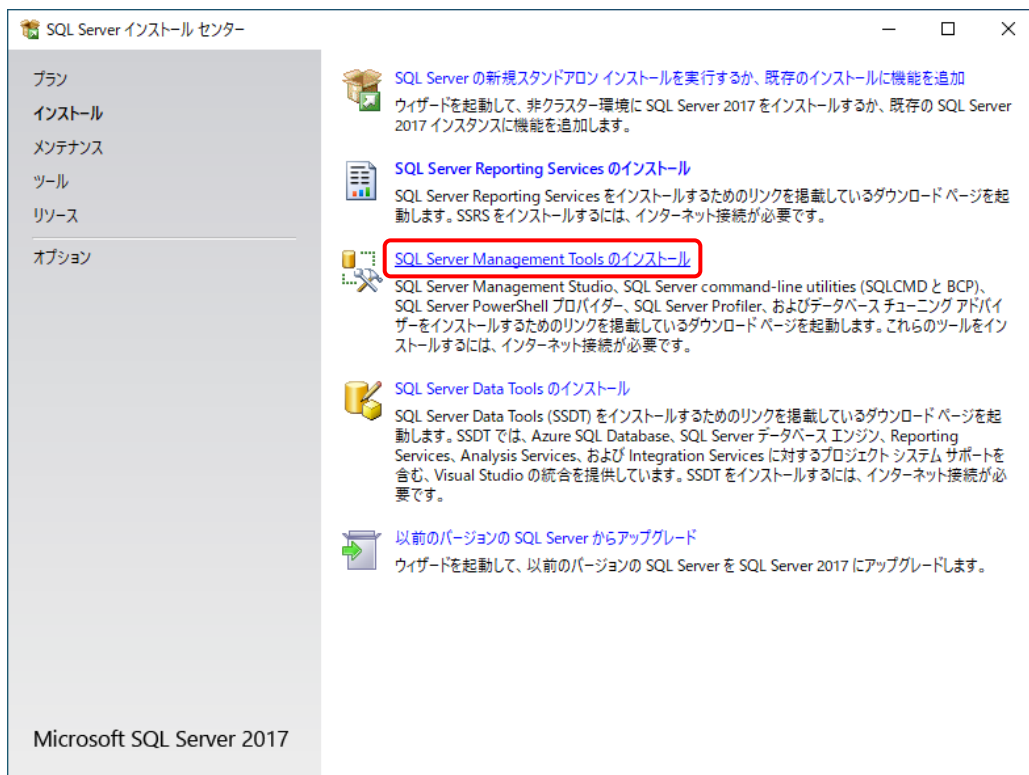 SQL Server インストール センター
プラン
インストール
メンテナンス
ツール
リソース
オプション
SQL Server の新規スタンドアロン インストールを実行するか、既存のインストールに機能を追加
ウィザードを起動して、非クラスター環境に SQL Server 2017 をインストールするか、既存の SQL Server
2017 インスタンスに機能を追加します。
SQL Server Reporting Services のインストール
SQL Server Reporting Services をインストールするためのリンクを掲載しているダウンロード ページを起
動します。SSRS をインストールするには、インターネット接続が必要です。
SQL Server Management Tools のインストール
SQL Server Management Studio、SQL Server command-line utilities (SQLCMD と BCP)、
SQL Server PowerShell プロバイダー、SQL Server Profiler、およびデータベース チューニング アドバイ
ザーをインストールするためのリンクを掲載しているダウンロード ページを起動します。これらのツールをイン
ストールするには、インターネット接続が必要です。
SQL Server Data Tools のインストール
SQL Server Data Tools (SSDT) をインストールするためのリンクを掲載しているダウンロード ページを起
動します。SSDT では、Azure SQL Database、SQL Server データベース エンジン、Reporting
Services、Analysis Services、および Integration Services に対するプロジェクト システム サポートを
含む、Visual Studio の統合を提供しています。SSDT をインストールするには、インターネット接続が必
要です。
以前のバージョンの SQL Server からアップグレード
ウィザードを起動して、以前のバージョンの SQL Server を SQL Server 2017 にアップグレードします。
Microsoft SQL Server 2017